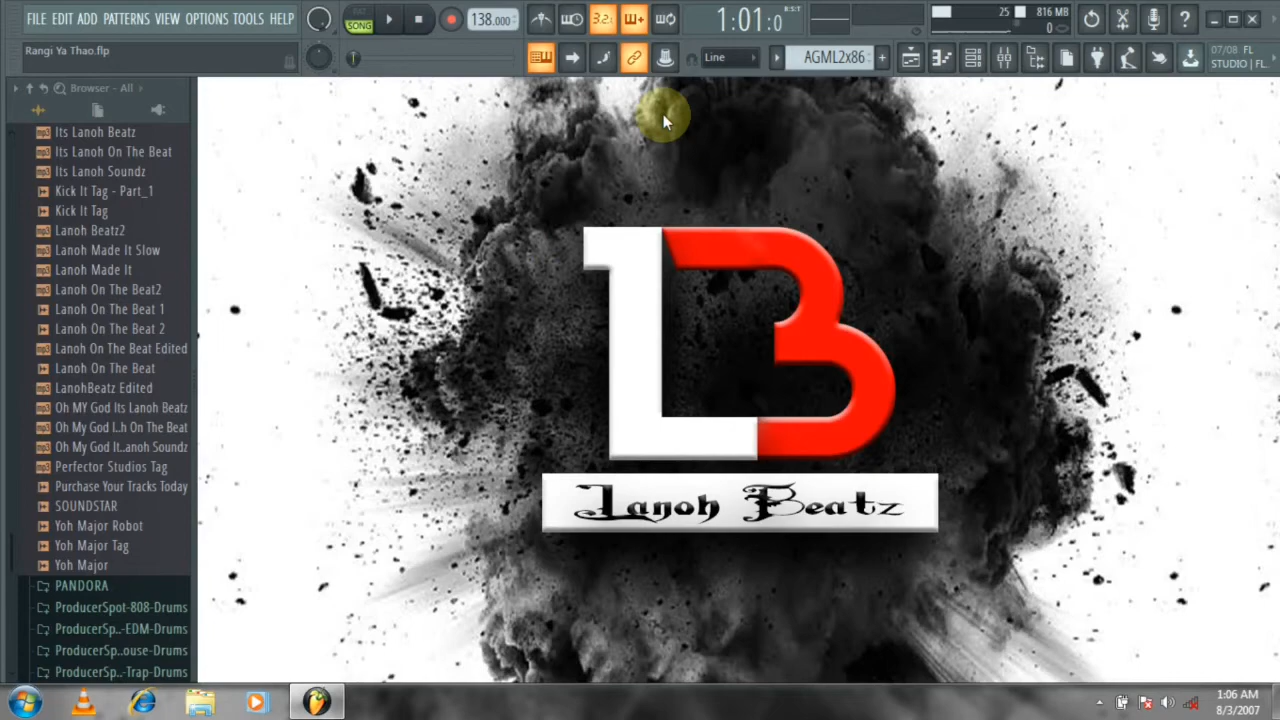 FILE EDIT ADD PATTERNS VIEW OPTIONS TOOLS HELP
PAT
SONG
138.000
3.2.
1:01:0
B:S:T
25
816 MB
0
Rangi Ya Thao.flp
Line
AGML2x86
07/08 FL
STUDIO | FL..
Browser - All
Its Lanoh Beatz
Its Lanoh On The Beat
Its Lanoh Soundz
Kick It Tag - Part_1
Kick It Tag
Lanoh Beatz2
Lanoh Made It Slow
Lanoh Made It
Lanoh On The Beat2
Lanoh On The Beat 1
Lanoh On The Beat 2
Lanoh On The Beat Edited
Lanoh On The Beat
LanohBeatz Edited
Oh MY God Its Lanoh Beatz
Oh My God I..h On The Beat
Oh My God It..anoh Soundz
Perfector Studios Tag
Purchase Your Tracks Today
SOUNDSTAR
Yoh Major Robot
Yoh Major Tag
Yoh Major
PANDORA
ProducerSpot-808-Drums
ProducerSp..-EDM-Drums
ProducerSp..ouse-Drums
ProducerSp..-Trap-Drums
LB
Lanoh Beatz
1:06 AM
8/3/2007